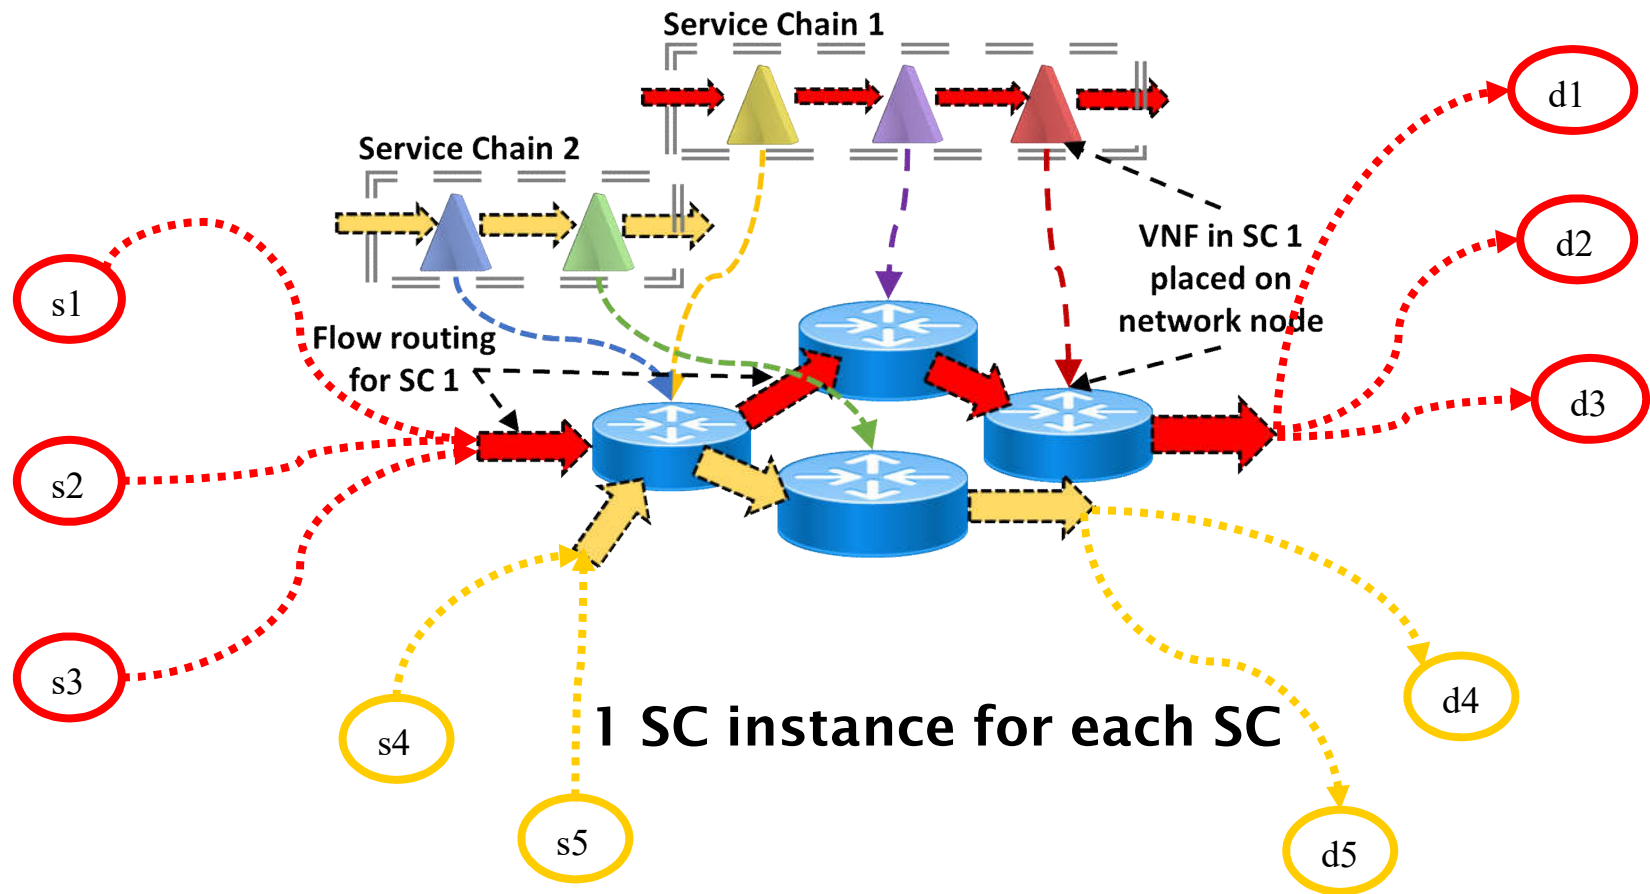 Service Chain 1
Service Chain 2
VNF in SC 1
placed on
network node
Flow routing
for SC 1
s1
s2
s3
s4
s5
d1
d2
d3
d4
d5
1 SC instance for each SC